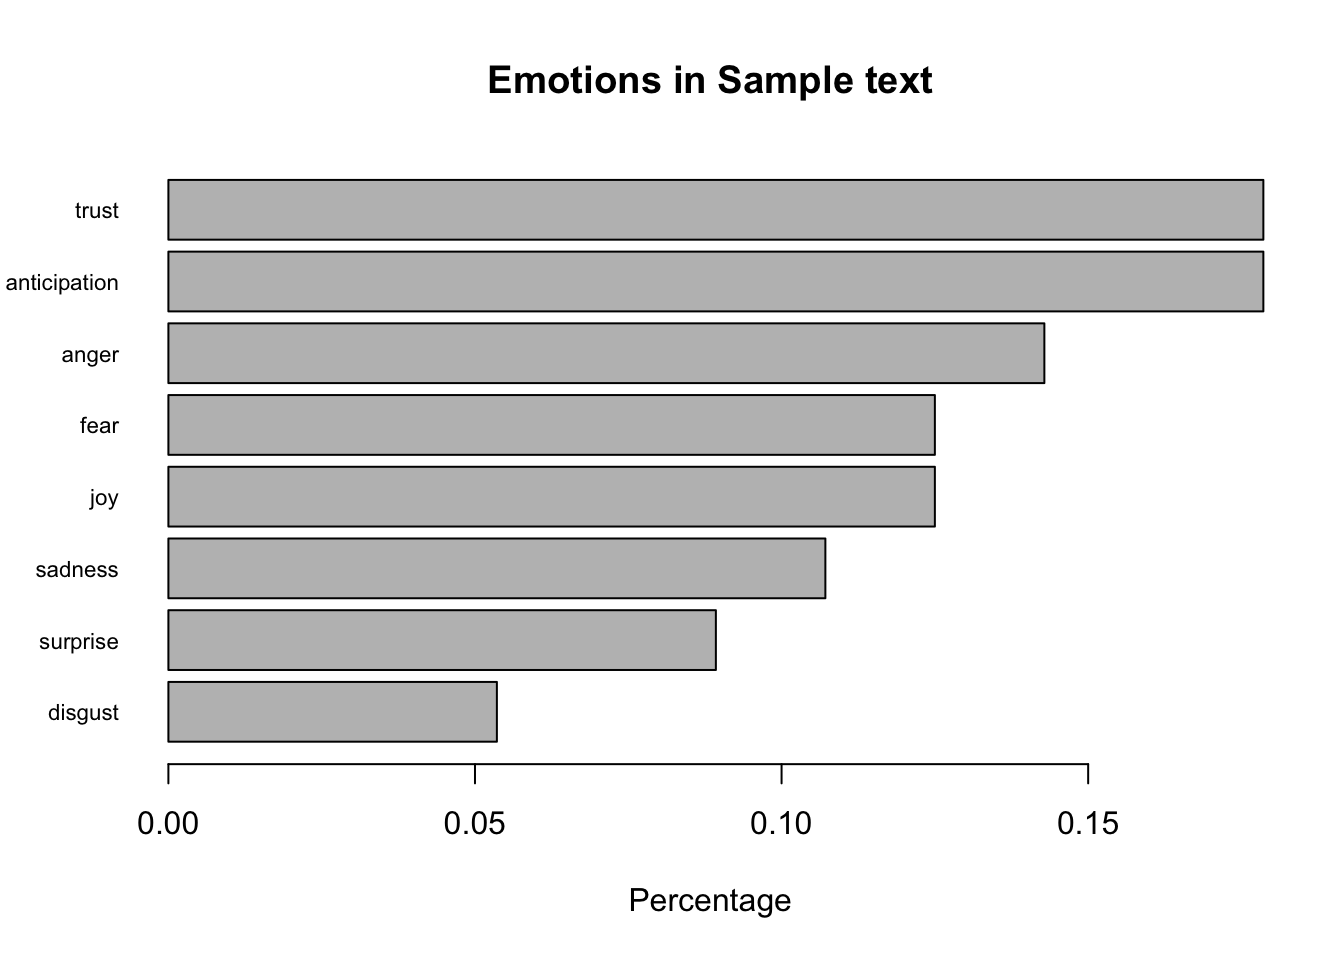 Emotions in Sample text
trust
anticipation
anger
fear
joy
sadness
surprise
disgust
0.00 0.05 0.10 0.15
Percentage